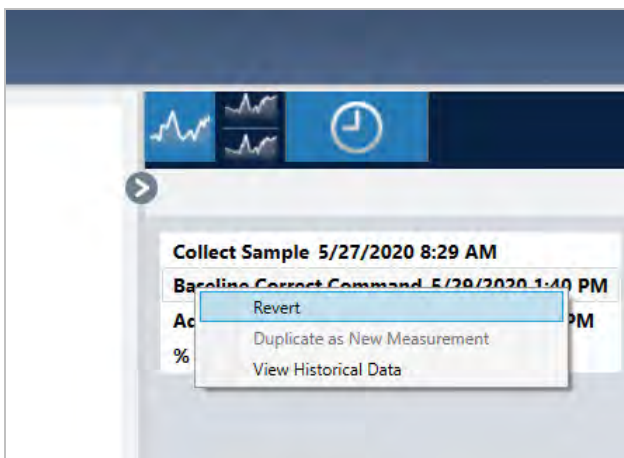 Collect Sample 5/27/2020 8:29 AM
Baseline Correct Command 5/29/2020 1:40 PM
Revert
PM
Duplicate as New Measurement
%
View Historical Data